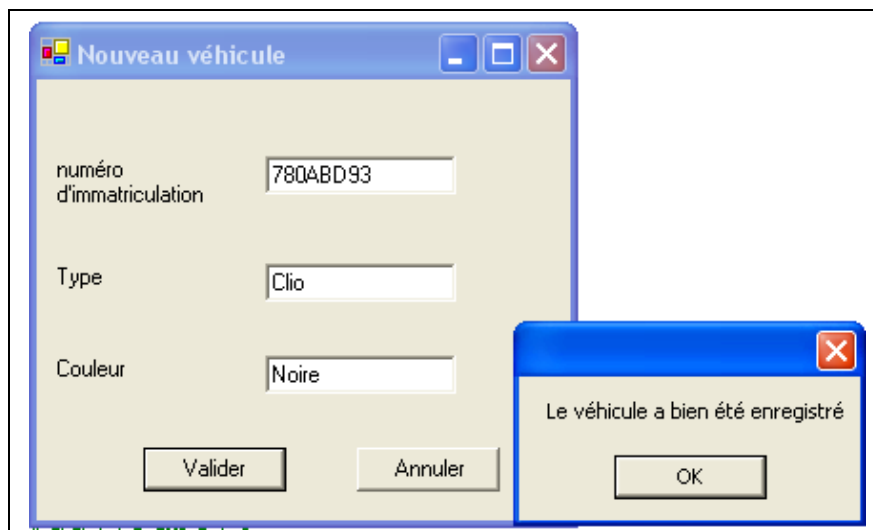 Nouveau véhicule
numéro
d'immatriculation
780ABD93
Type
Clio
Couleur
Noire
Le véhicule a bien été enregistré
Valider
Annuler
OK